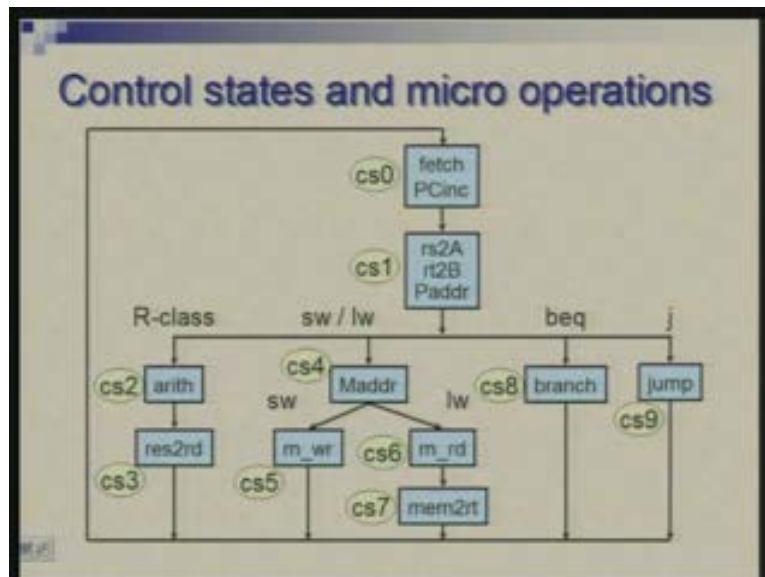 Control states and micro operations
cs0
fetch
PCinc
cs1
rs2A
rt2B
Paddr
R-class
sw / lw
beq
j
cs2
arith
cs4
Maddr
cs8
branch
jump
cs9
sw
lw
res2rd
cs3
m_wr
cs5
cs6
m_rd
cs7
mem2rt